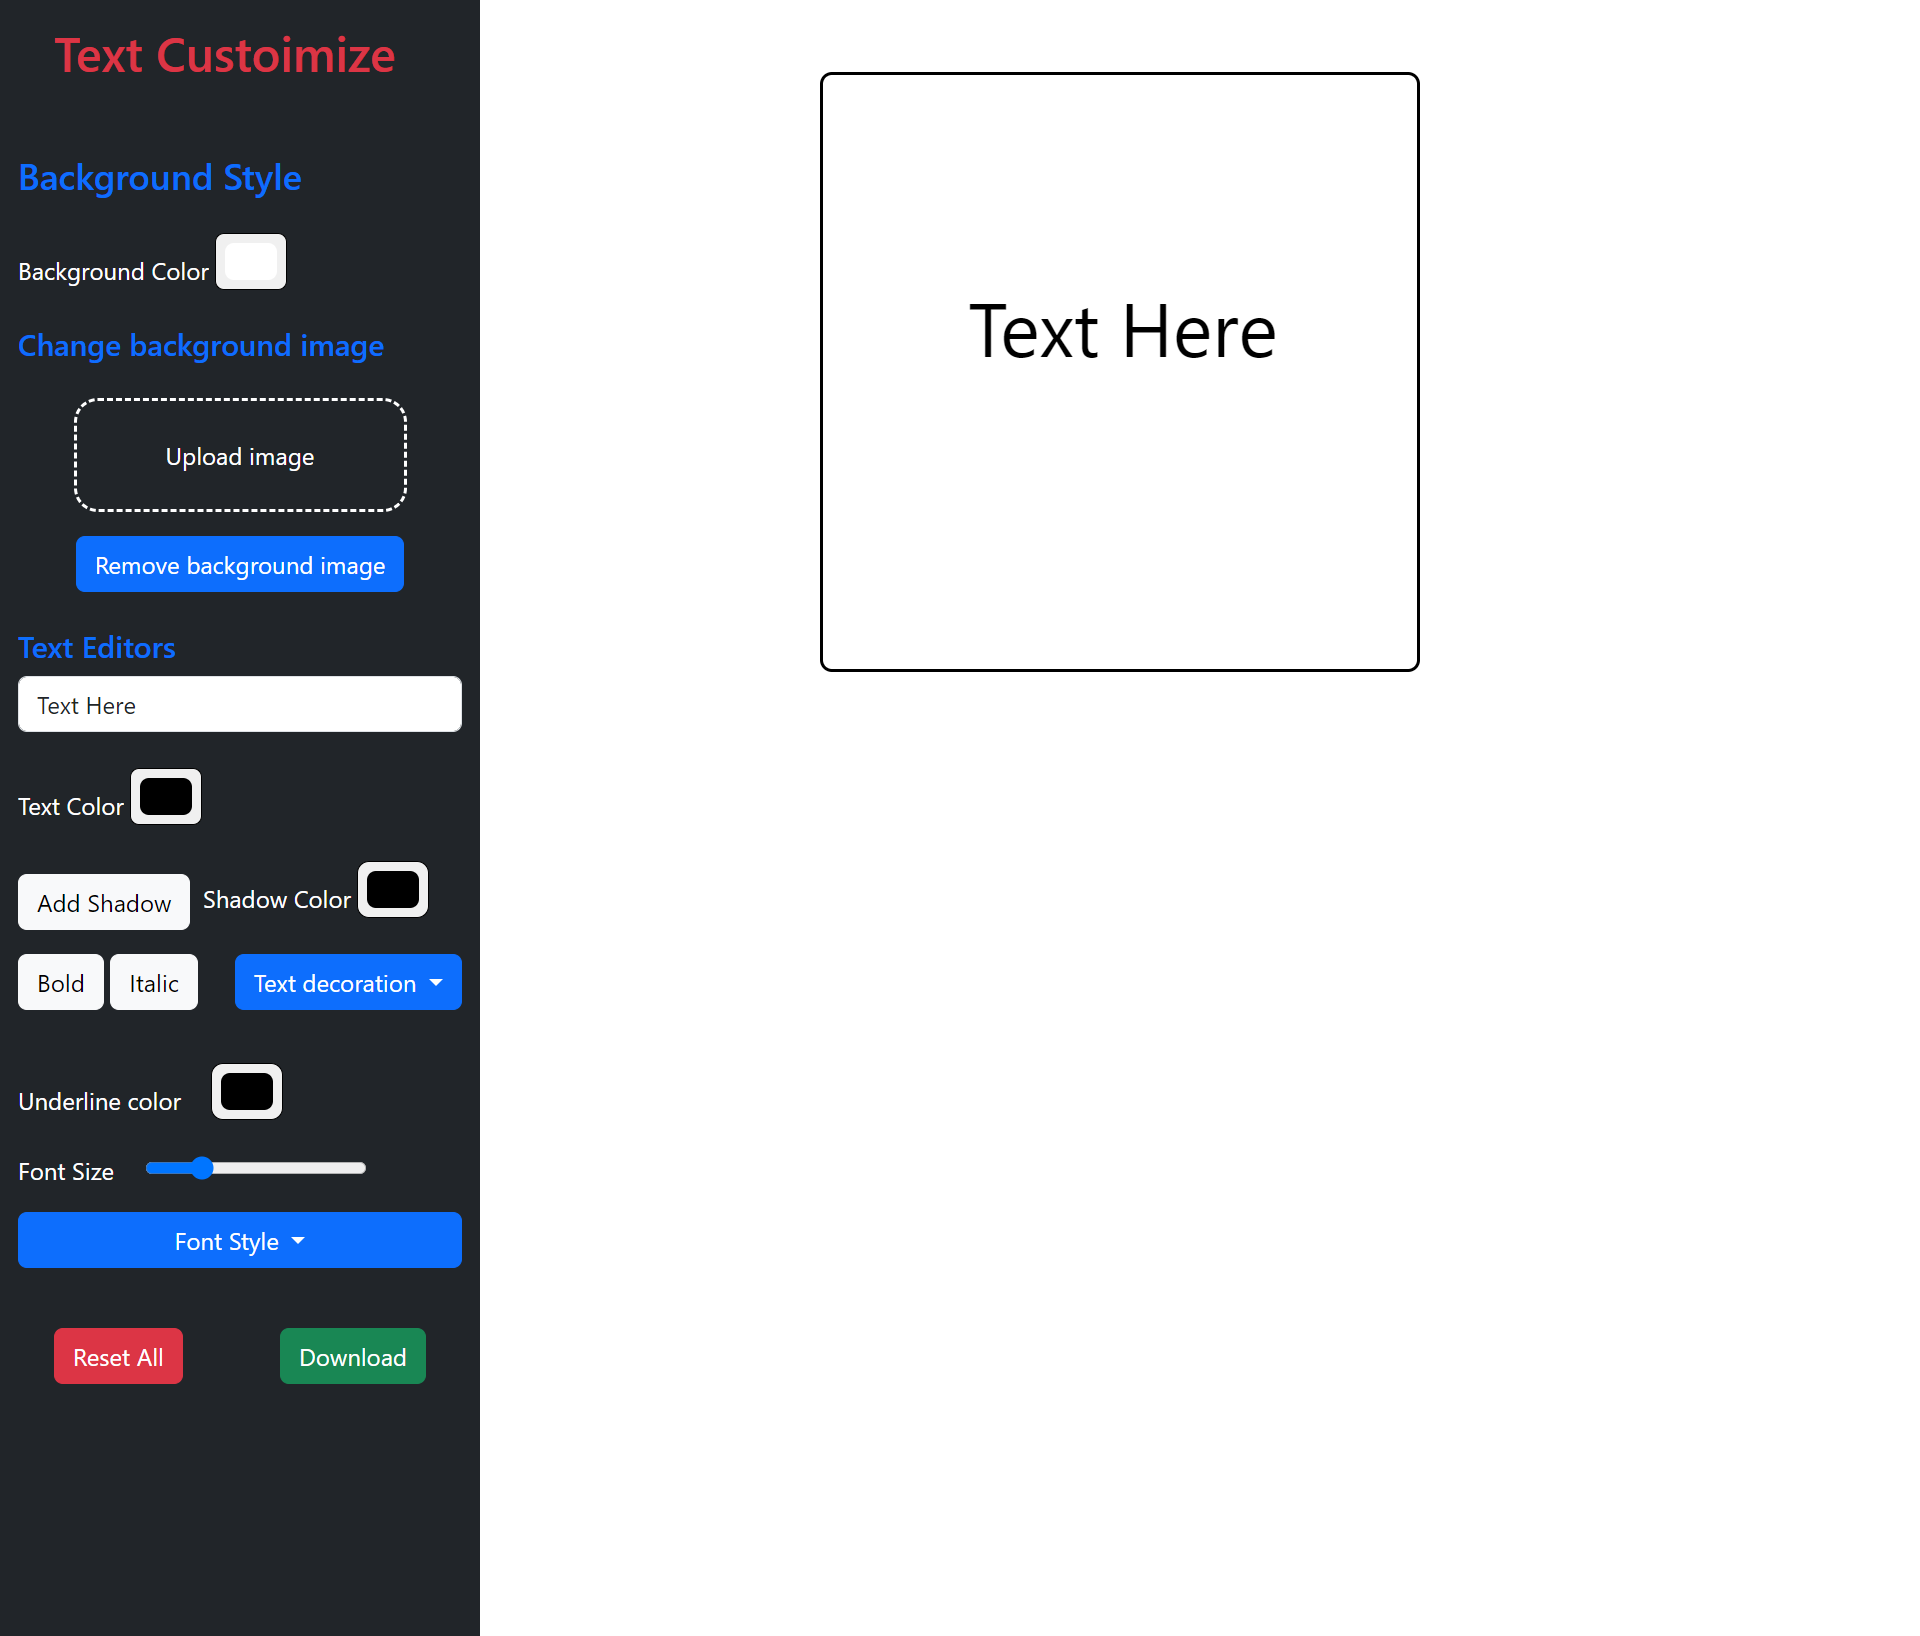 Text Custoimize
Background Style
Background Color
Change background image
Upload image
Remove background image
Text Editors
Text Here
Text Color
Add Shadow Shadow Color
Bold Italic Text decoration
Underline color
Font Size
Font Style
Reset All Download
Text Here